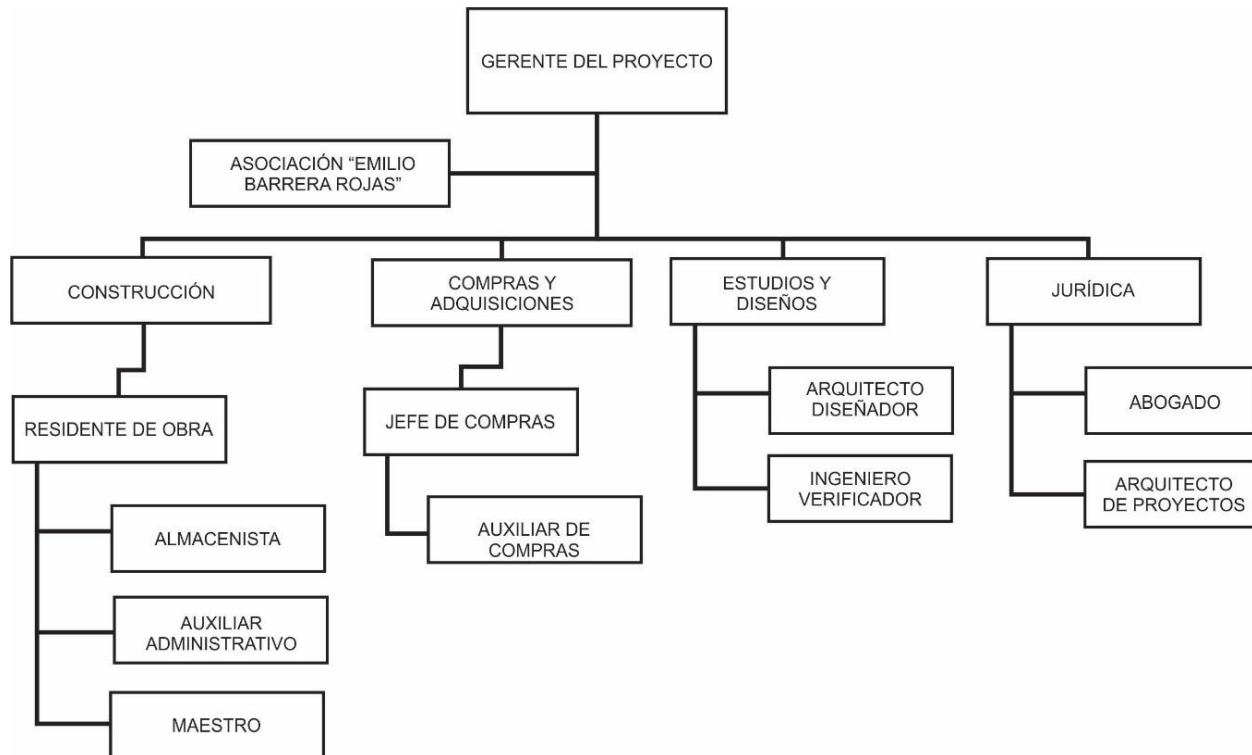 GERENTE DEL PROYECTO
ASOCIACIÓN “EMILIO
BARRERA ROJAS”
CONSTRUCCIÓN
COMPRAS Y
ADQUISICIONES
ESTUDIOS Y
DISEÑOS
JURÍDICA
RESIDENTE DE OBRA
JEFE DE COMPRAS
ARQUITECTO
DISEÑADOR
ABOGADO
INGENIERO
VERIFICADOR
ARQUITECTO
DE PROYECTOS
ALMACENISTA
AUXILIAR DE
COMPRAS
AUXILIAR
ADMINISTRATIVO
MAESTRO